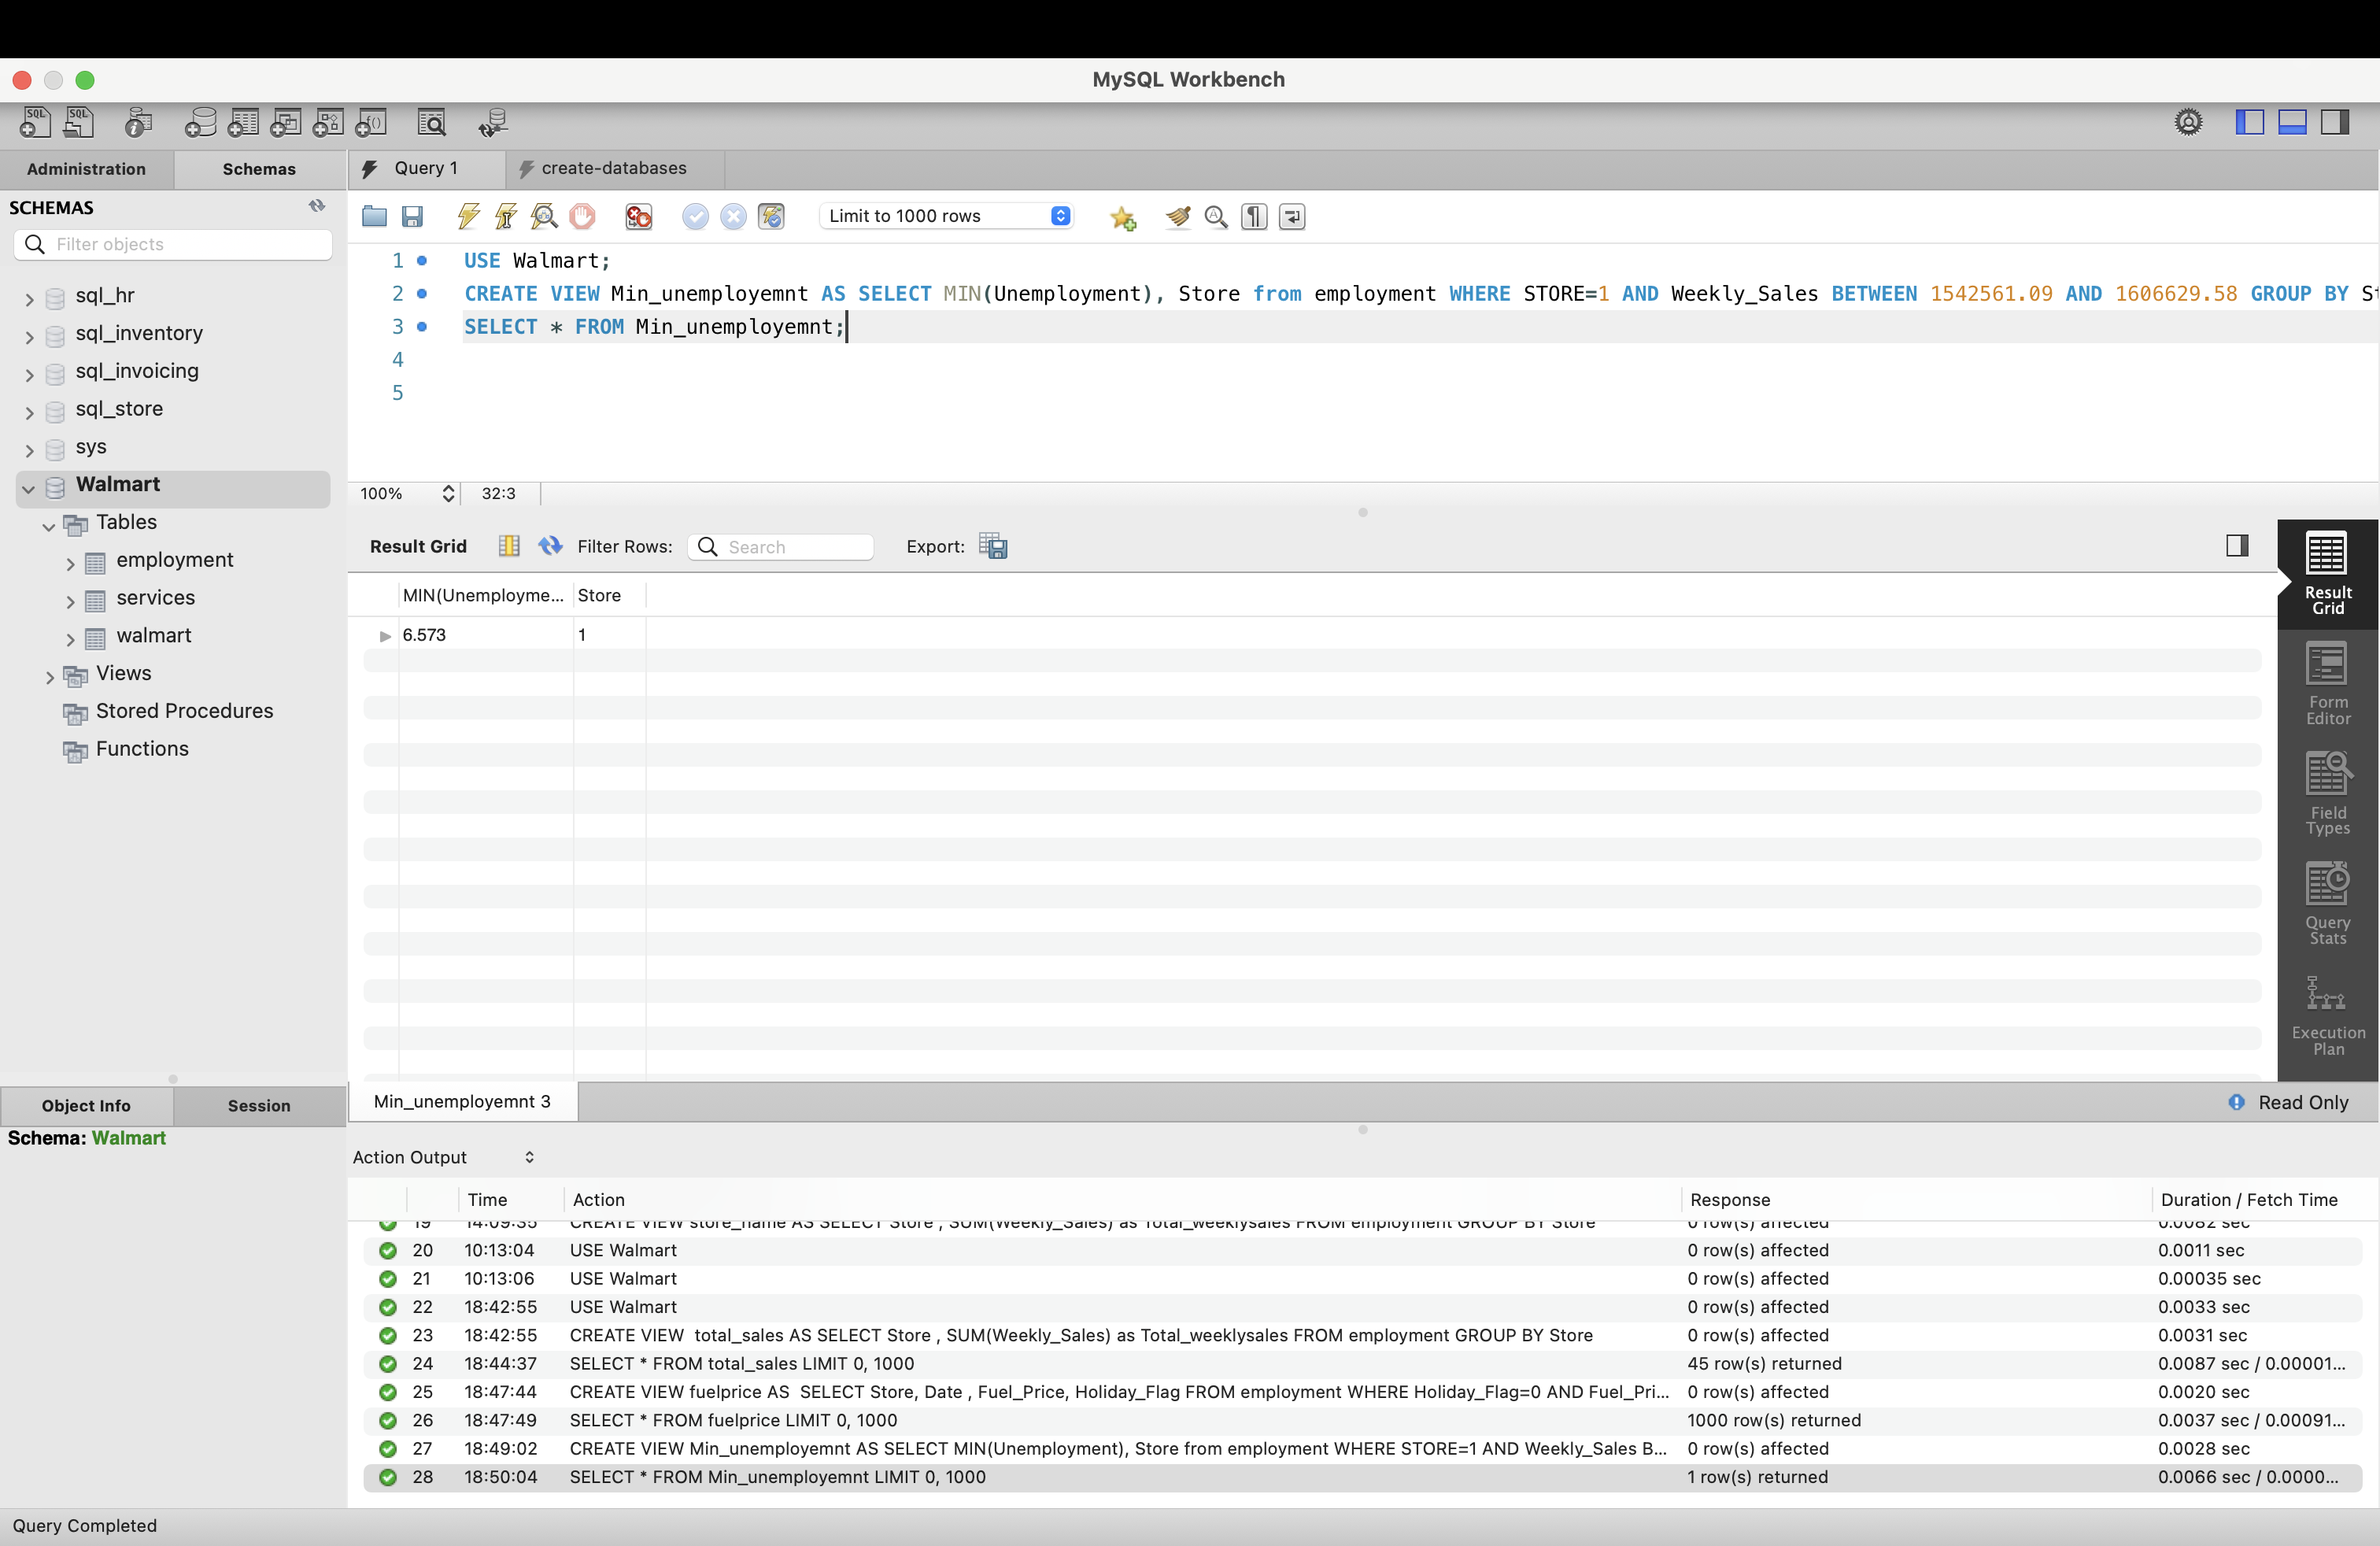 MySQL Workbench
Administration
Schemas
Query 1
create-databases
SCHEMAS
Filter objects
sql_hr
sql_inventory
sql_invoicing
sql_store
sys
Walmart
Tables
employment
services
walmart
Views
Stored Procedures
Functions
Limit to 1000 rows
1 USE Walmart;
2 CREATE VIEW Min_unemployemnt AS SELECT MIN(Unemployment), Store from employment WHERE STORE=1 AND Weekly_Sales BETWEEN 1542561.09 AND 1606629.58 GROUP BY St
3 SELECT * FROM Min_unemployemnt;
4
5
100% 32:3
Result Grid Filter Rows: Search Export:
MIN(Unemployme... Store
6.573 1
Result
Grid
Form
Editor
Field
Types
Query
Stats
Execution
Plan
Min_unemployemnt 3
Read Only
Object Info
Session
Schema: Walmart
Action Output
Time Action Response Duration / Fetch Time
19 14:09:35 CREATE VIEW store_name AS SELECT Store , SUM(Weekly_Sales) as Total_weeklysales FROM employment GROUP BY Store 0 row(s) affected 0.0082 sec
20 10:13:04 USE Walmart 0 row(s) affected 0.0011 sec
21 10:13:06 USE Walmart 0 row(s) affected 0.00035 sec
22 18:42:55 USE Walmart 0 row(s) affected 0.0033 sec
23 18:42:55 CREATE VIEW  total_sales AS SELECT Store , SUM(Weekly_Sales) as Total_weeklysales FROM employment GROUP BY Store 0 row(s) affected 0.0031 sec
24 18:44:37 SELECT * FROM total_sales LIMIT 0, 1000 45 row(s) returned 0.0087 sec / 0.00001...
25 18:47:44 CREATE VIEW fuelprice AS  SELECT Store, Date , Fuel_Price, Holiday_Flag FROM employment WHERE Holiday_Flag=0 AND Fuel_Pri... 0 row(s) affected 0.0020 sec
26 18:47:49 SELECT * FROM fuelprice LIMIT 0, 1000 1000 row(s) returned 0.0037 sec / 0.00091...
27 18:49:02 CREATE VIEW Min_unemployemnt AS SELECT MIN(Unemployment), Store from employment WHERE STORE=1 AND Weekly_Sales B... 0 row(s) affected 0.0028 sec
28 18:50:04 SELECT * FROM Min_unemployemnt LIMIT 0, 1000 1 row(s) returned 0.0066 sec / 0.0000...
Query Completed